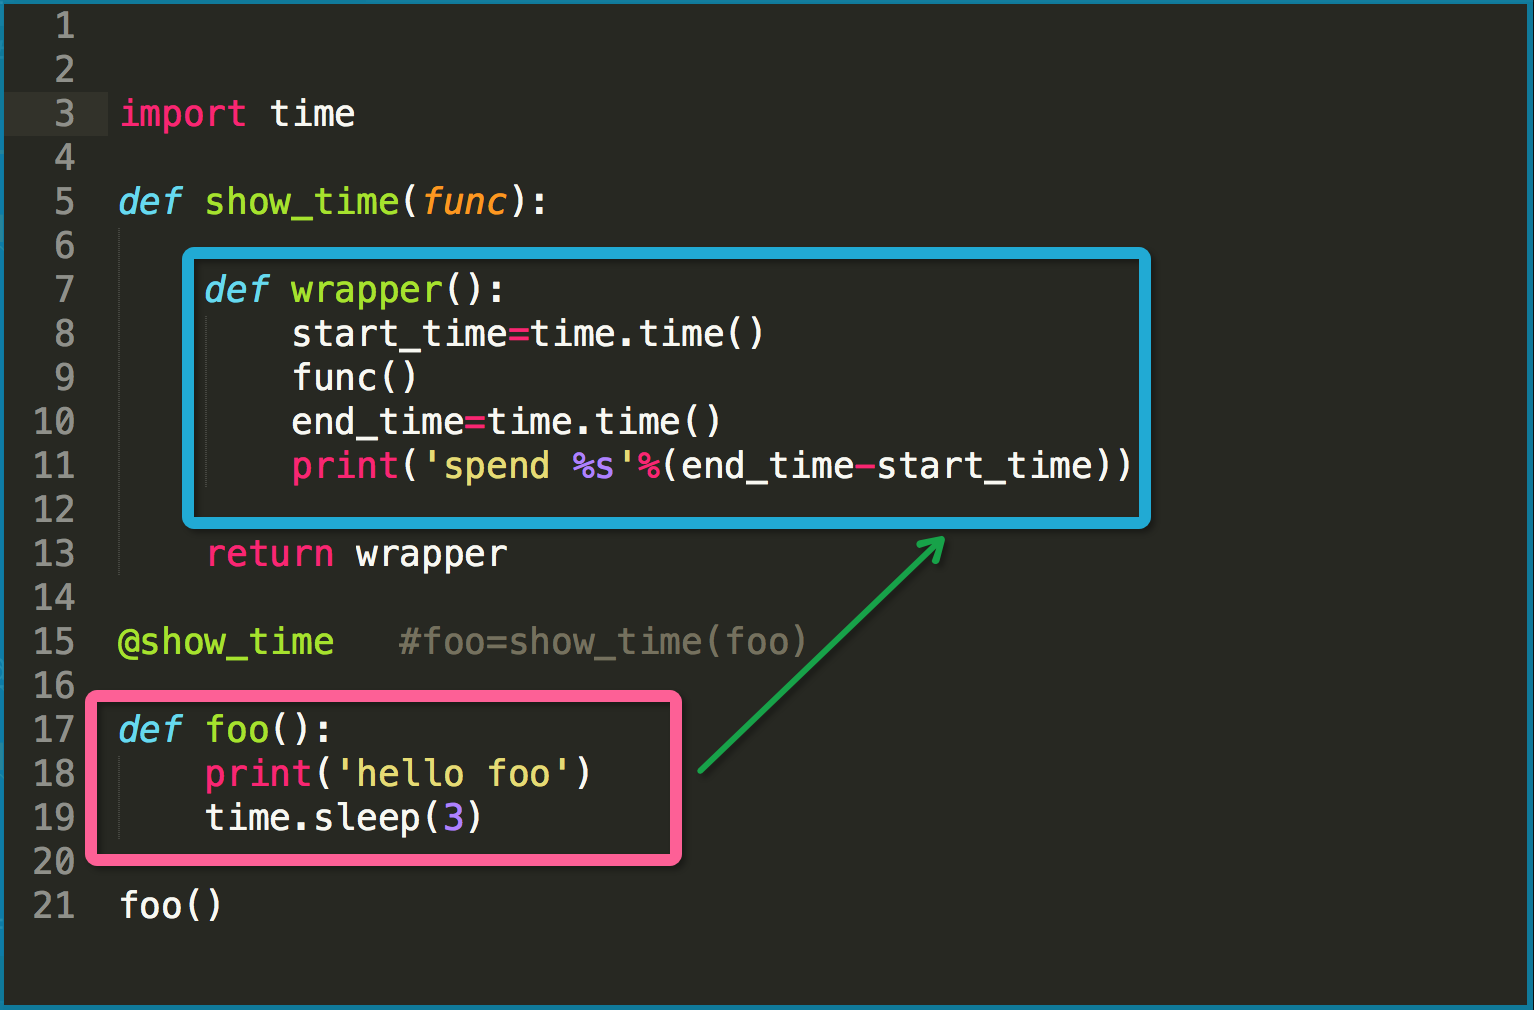 1
2
3 import time
4
5 def show_time(func):
6
7     def wrapper():
8         start_time=time.time()
9         func()
10         end_time=time.time()
11         print('spend %s'%(end_time-start_time))
12
13     return wrapper
14
15 @show_time   #foo=show_time(foo)
16
17 def foo():
18     print('hello foo')
19     time.sleep(3)
20
21 foo()